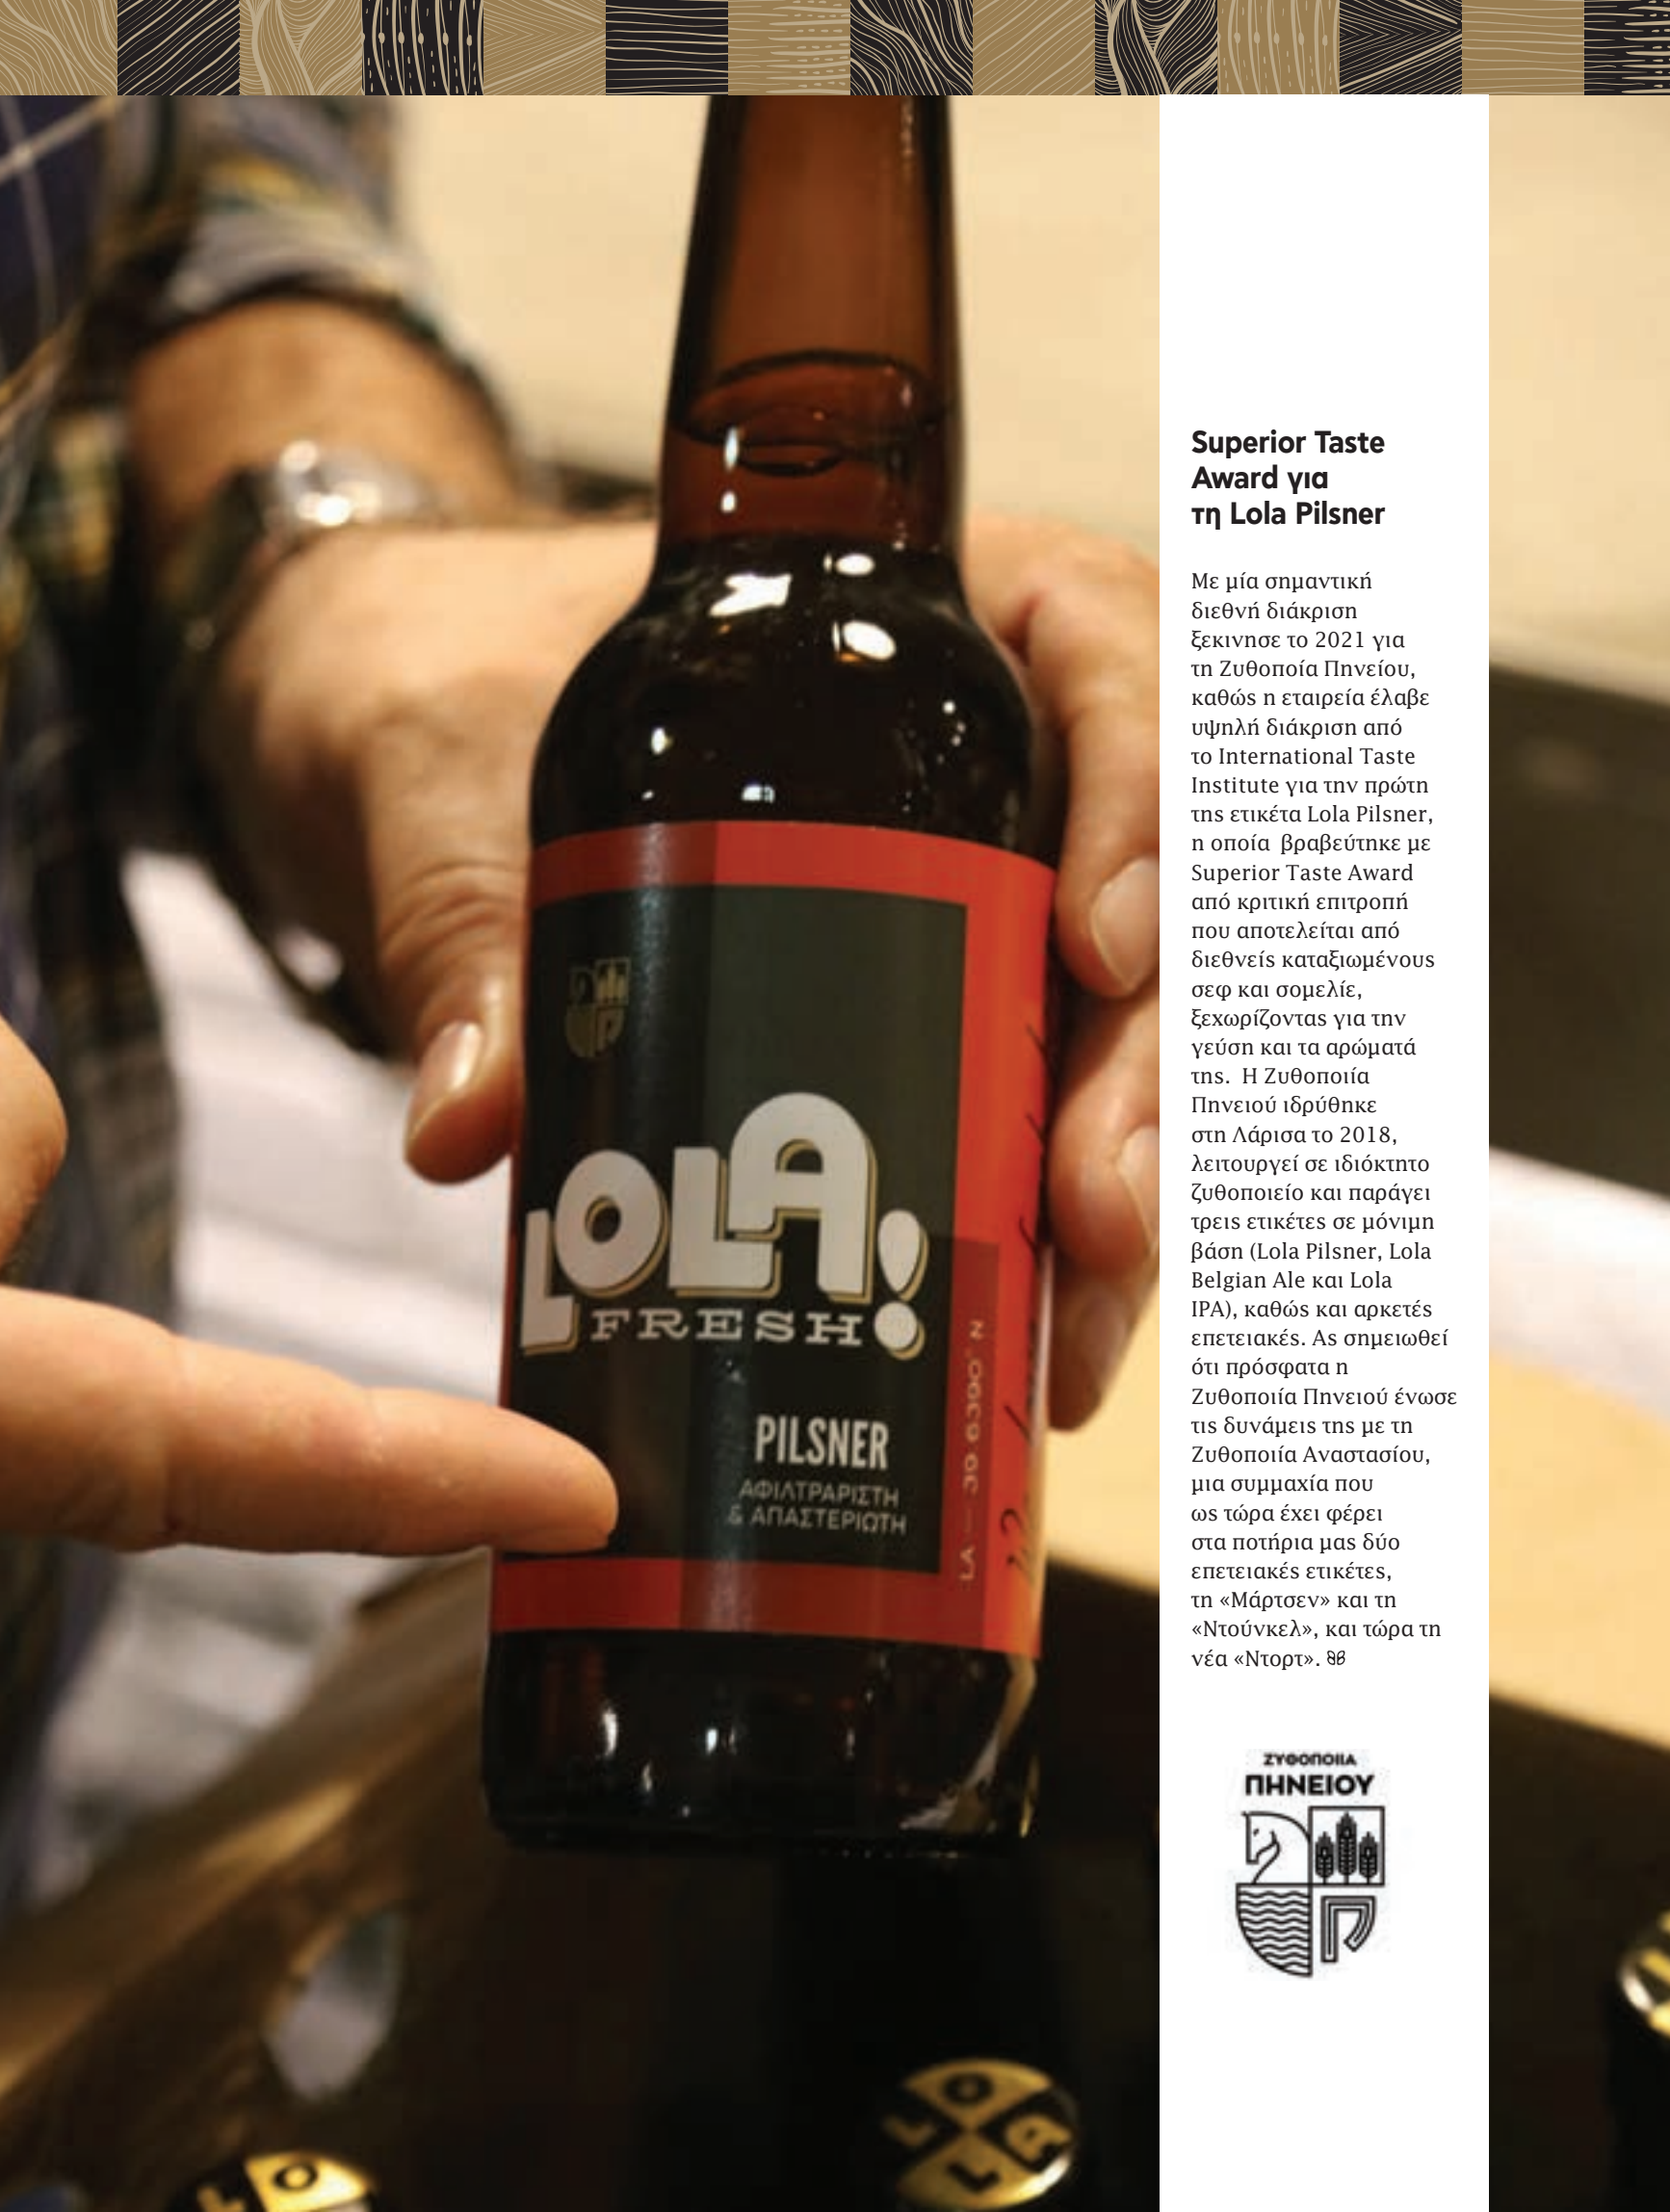 Superior Taste
Award για
τη Lola Pilsner
Με μία σημαντική
διεθνή διάκριση
ξεκινησε το 2021 για
τη Ζυθοποία Πηνείου,
καθώς η εταιρεία έλαβε
υψηλή διάκριση από
το International Taste
Institute για την πρώτη
της ετικέτα Lola Pilsner,
η οποία βραβεύτηκε με
Superior Taste Award
από κριτική επιτροπή
που αποτελείται από
διεθνείς καταξιωμένους
σεφ και σομελίε,
ξεχωρίζοντας για την
γεύση και τα αρώματά
της. Η Ζυθοποιία
Πηνειού ιδρύθηκε
στη Λάρισα το 2018,
λειτουργεί σε ιδιόκτητο
ζυθοποιείο και παράγει
τρεις ετικέτες σε μόνιμη
βάση (Lola Pilsner, Lola
Belgian Ale και Lola
IPA), καθώς και αρκετές
επετειακές. Ας σημειωθεί
ότι πρόσφατα η
Ζυθοποιία Πηνειού ένωσε
τις δυνάμεις της με τη
Ζυθοποιία Αναστασίου,
μια συμμαχία που
ως τώρα έχει φέρει
στα ποτήρια μας δύο
επετειακές ετικέτες,
τη «Μάρτσεν» και τη
«Ντούνκελ», και τώρα τη
νέα «Ντορτ».
ΖΥΘΟΠΟΙΙΑ
ΠΗΝΕΙΟΥ
LOLA!
FRESH
PILSNER
ΑΦΙΛΤΡΑΡΙΣΤΗ
& ΑΠΑΣΤΕΡΙΩΤΗ
LA — 39.6390° N
LOLA
LO